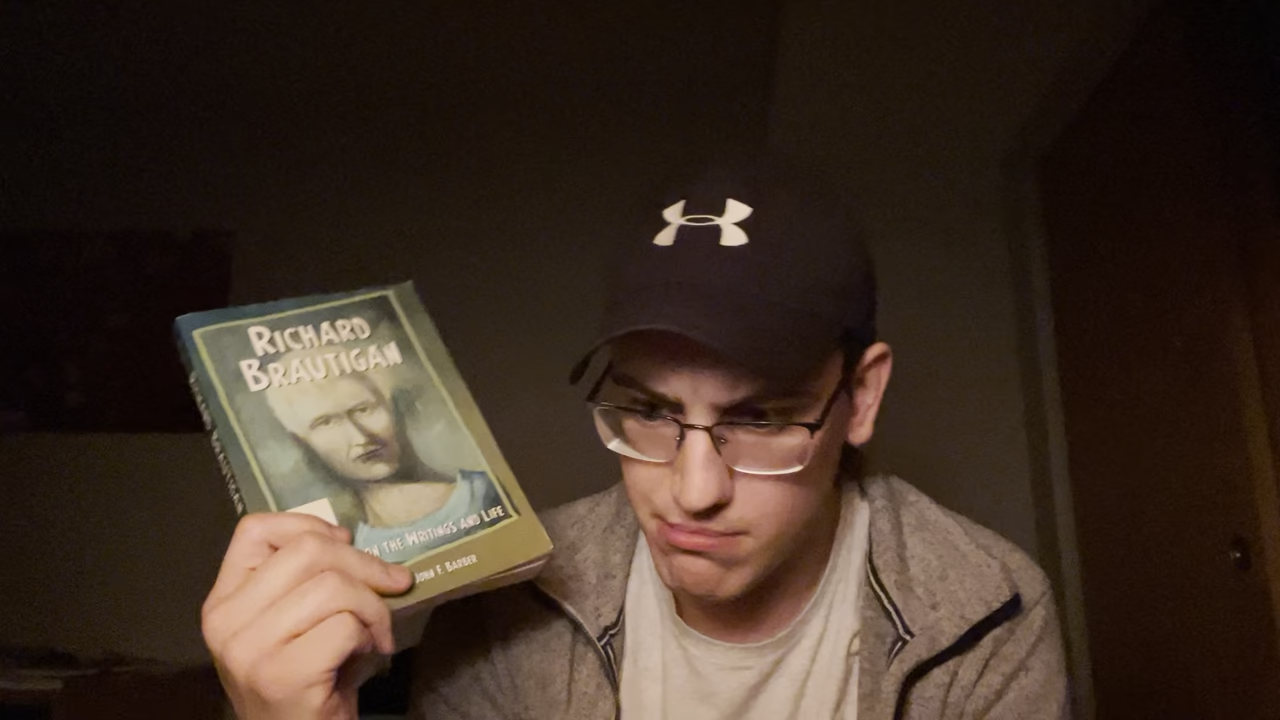 RICHARD
BRAUTIGAN
ON THE WRITINGS AND LIFE
JOHN F. BARBER